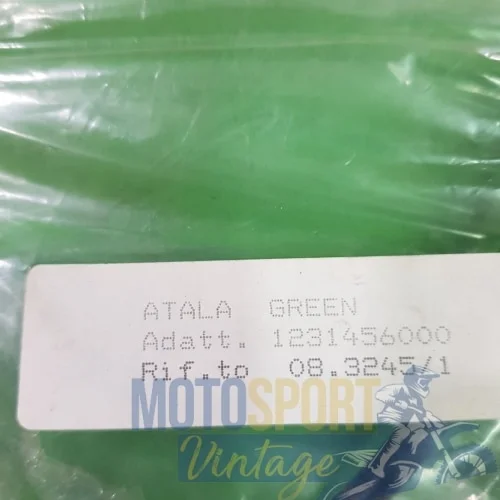 ATALA GREEN
Adatt. 1231456000
Rif.to 08.3245/1
MOTOSPORT
Vintage